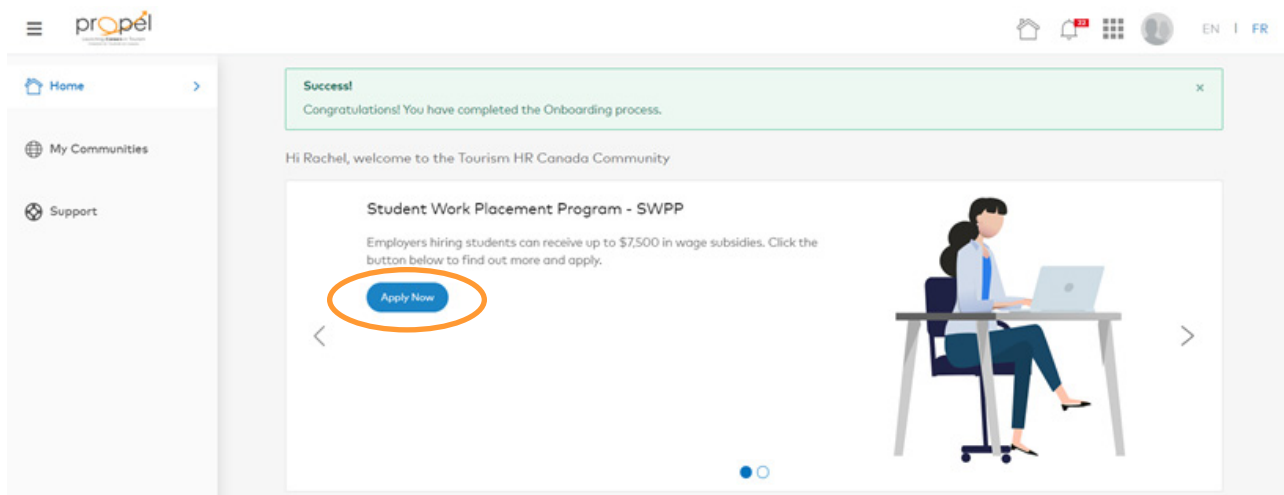 propel
33
EN | FR
Home
My Communities
Support
Success!
×
Congratulations! You have completed the Onboarding process.
Hi Rachel, welcome to the Tourism HR Canada Community
Student Work Placement Program - SWPP
Employers hiring students can receive up to $7,500 in wage subsidies. Click the
button below to find out more and apply.
Apply Now